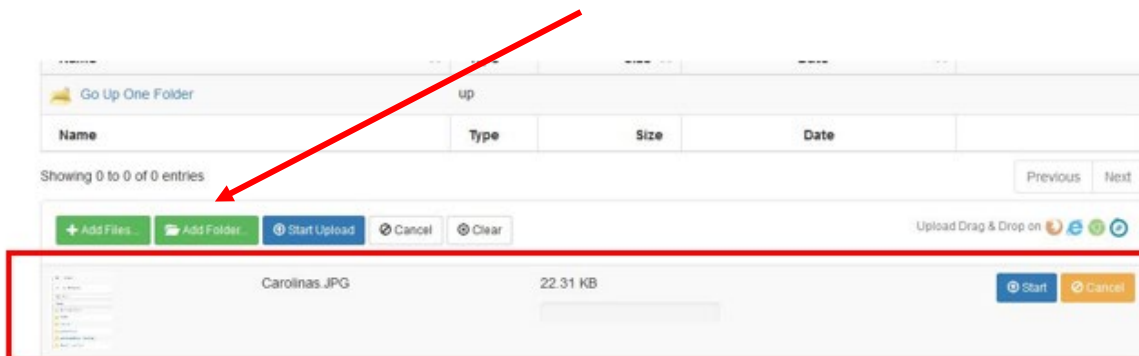 Go Up One Folder up
Name Type Size Date
Showing 0 to 0 of 0 entries
Previous Next
Add Files... Add Folder... Start Upload Cancel Clear Upload Drag & Drop on
Carolinas.JPG 22.31 KB Start Cancel